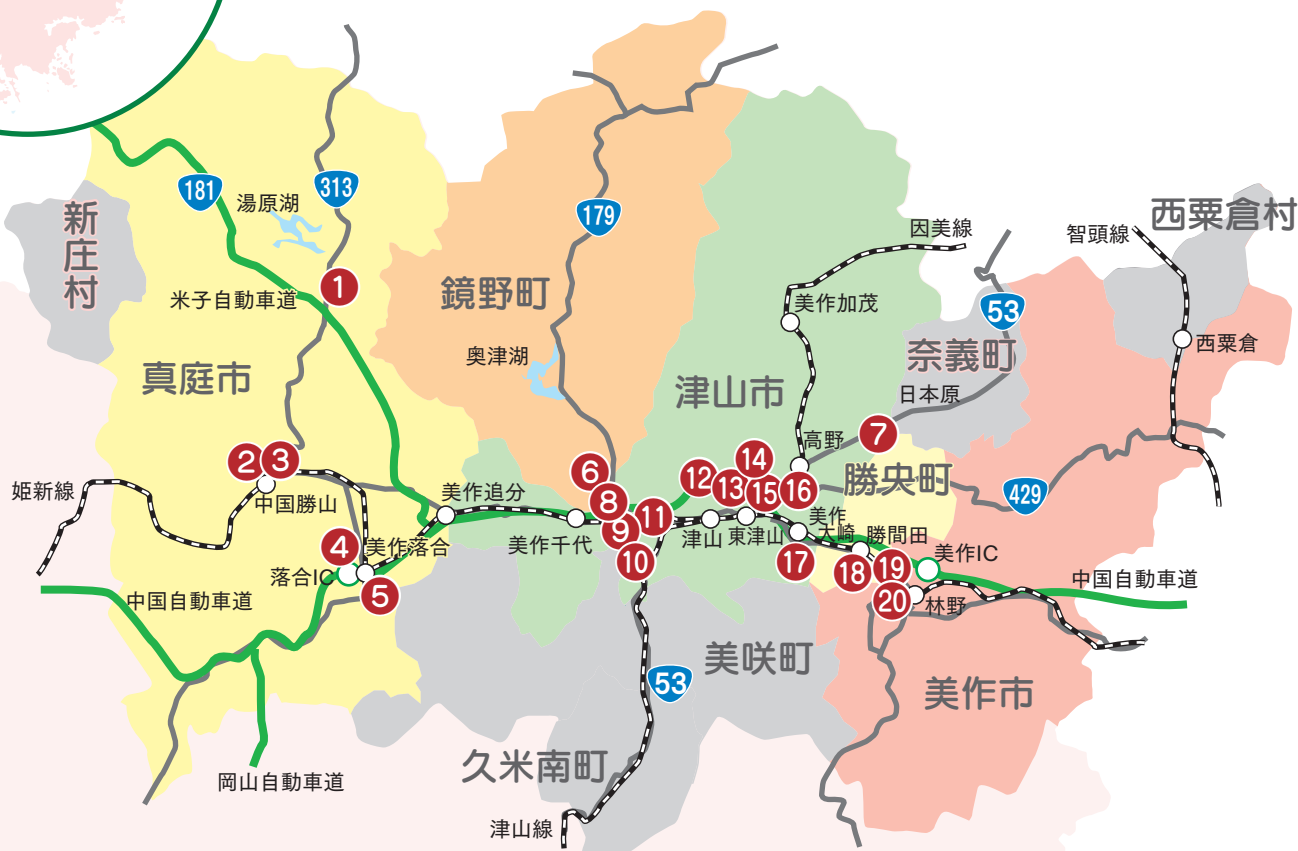 181
313
湯原湖
新庄村
米子自動車道
1
真庭市
179
鏡野町
奥津湖
因美線
美作加茂
津山市
智頭線
西粟倉村
西粟倉
53
奈義町
日本原
高野
7
勝央町
429
2
3
中国勝山
姫新線
美作追分
美作千代
6
8
9
10
11
津山
東津山
12
13
14
15
16
美作
大崎
17
勝間田
18
19
20
美作IC
林野
中国自動車道
4
美作落合
落合IC
5
中国自動車道
岡山自動車道
美咲町
53
美作市
久米南町
津山線